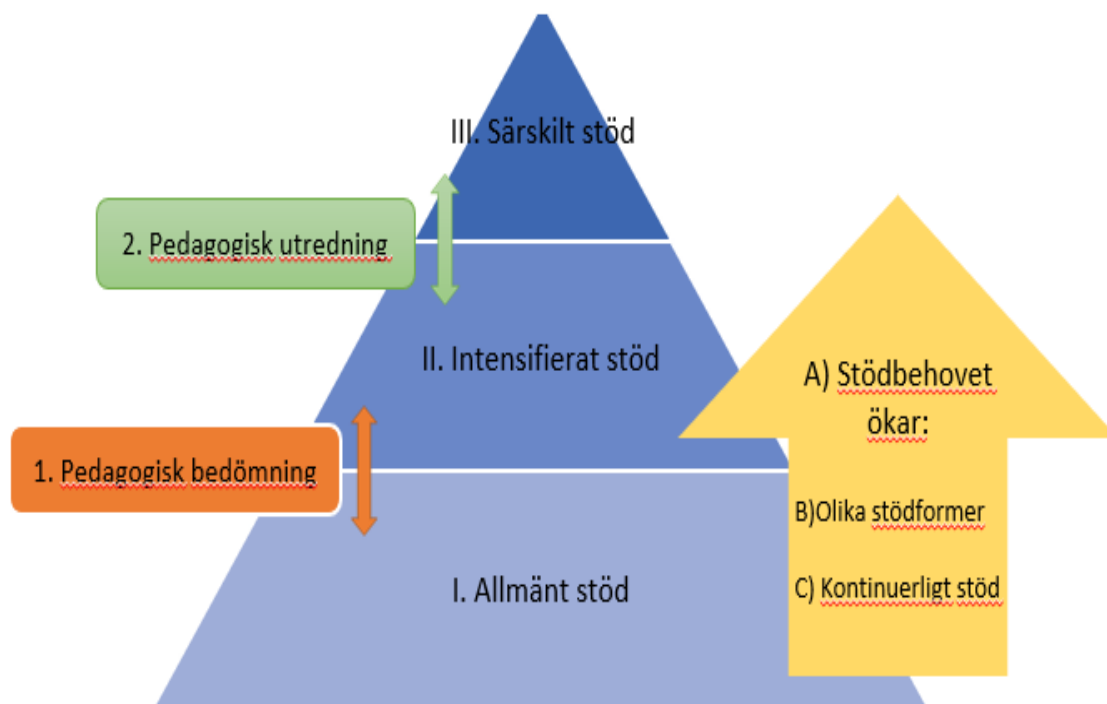 III. Särskilt stöd
2. Pedagogisk utredning
II. Intensifierat stöd
1. Pedagogisk bedömning
I. Allmänt stöd
A) Stödbehovet
ökar:
B)Olika stödformer
C) Kontinuerligt stöd